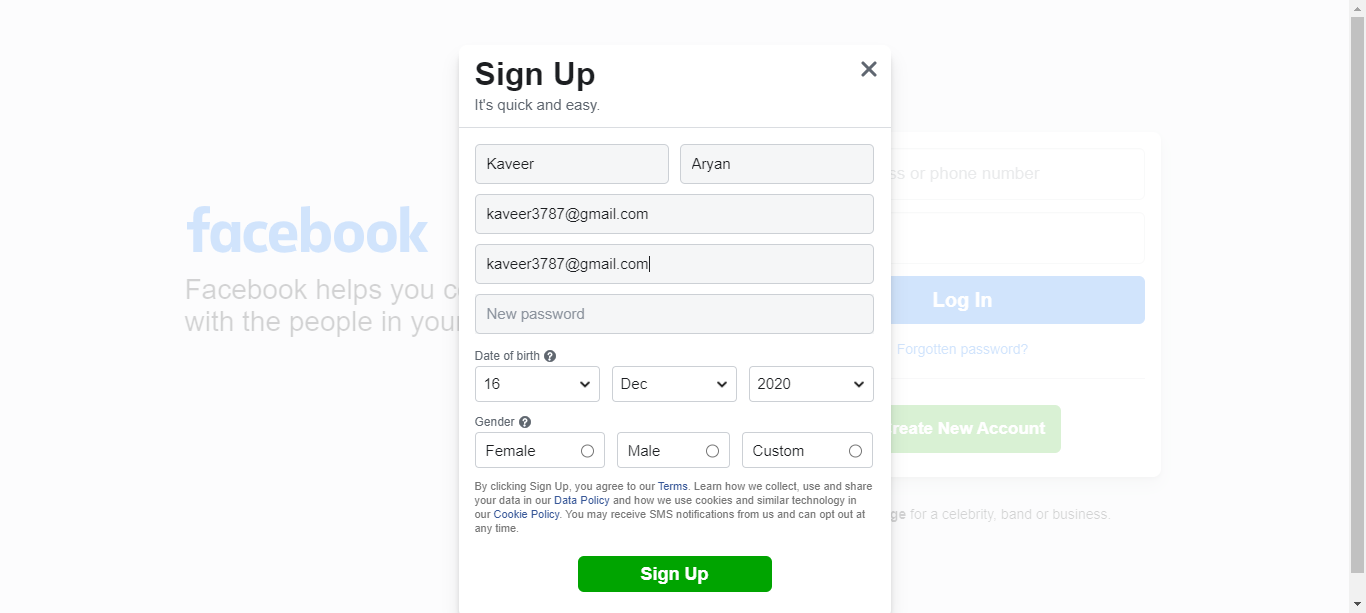 Sign Up
It's quick and easy.
Kaveer Aryan
kaveer3787@gmail.com
kaveer3787@gmail.com
New password
Date of birth
16 Dec 2020
Gender
Female Male Custom
By clicking Sign Up, you agree to our Terms. Learn how we collect, use and share
your data in our Data Policy and how we use cookies and similar technology in
our Cookie Policy. You may receive SMS notifications from us and can opt out at
any time.
Sign Up
facebook
Facebook helps you c
with the people in your
ss or phone number
Log In
Forgotten password?
reate New Account
ge for a celebrity, band or business.